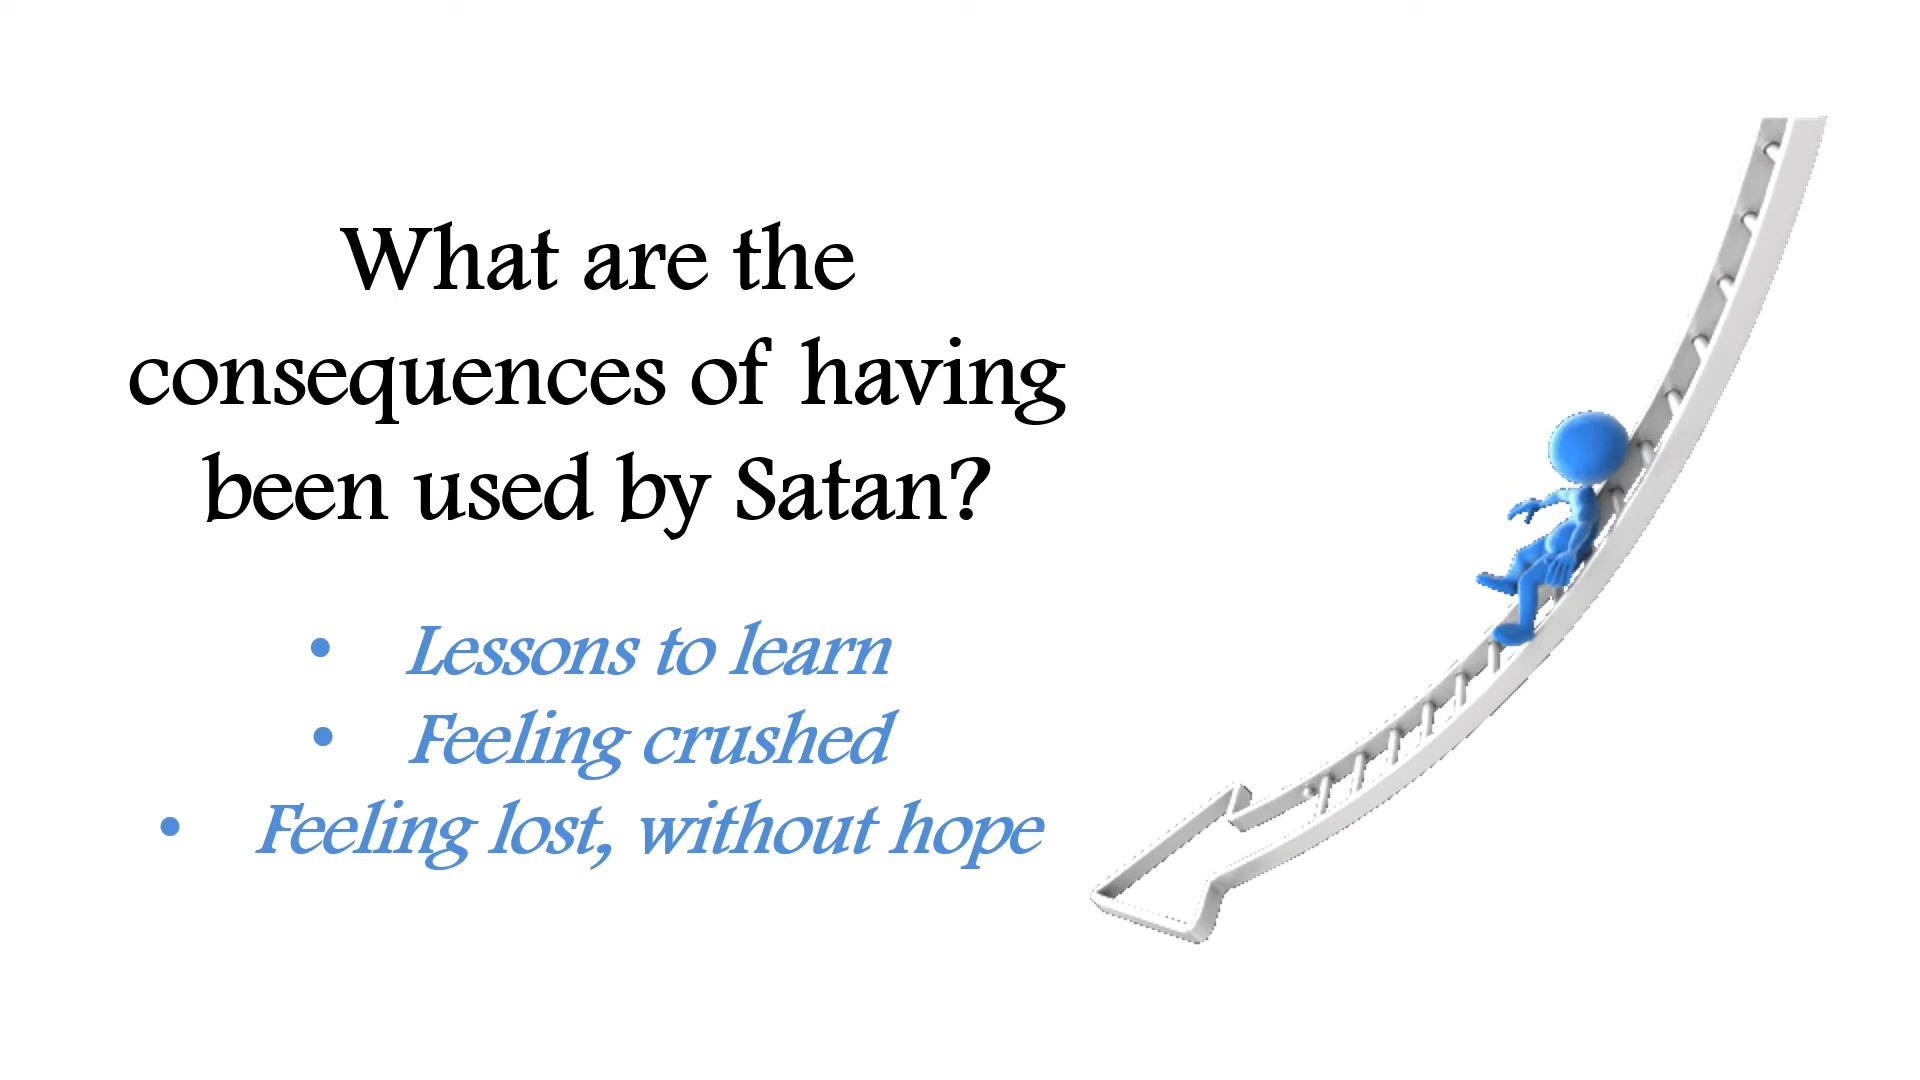 What are the
consequences of having
been used by Satan?
• Lessons to learn
• Feeling crushed
• Feeling lost, without hope